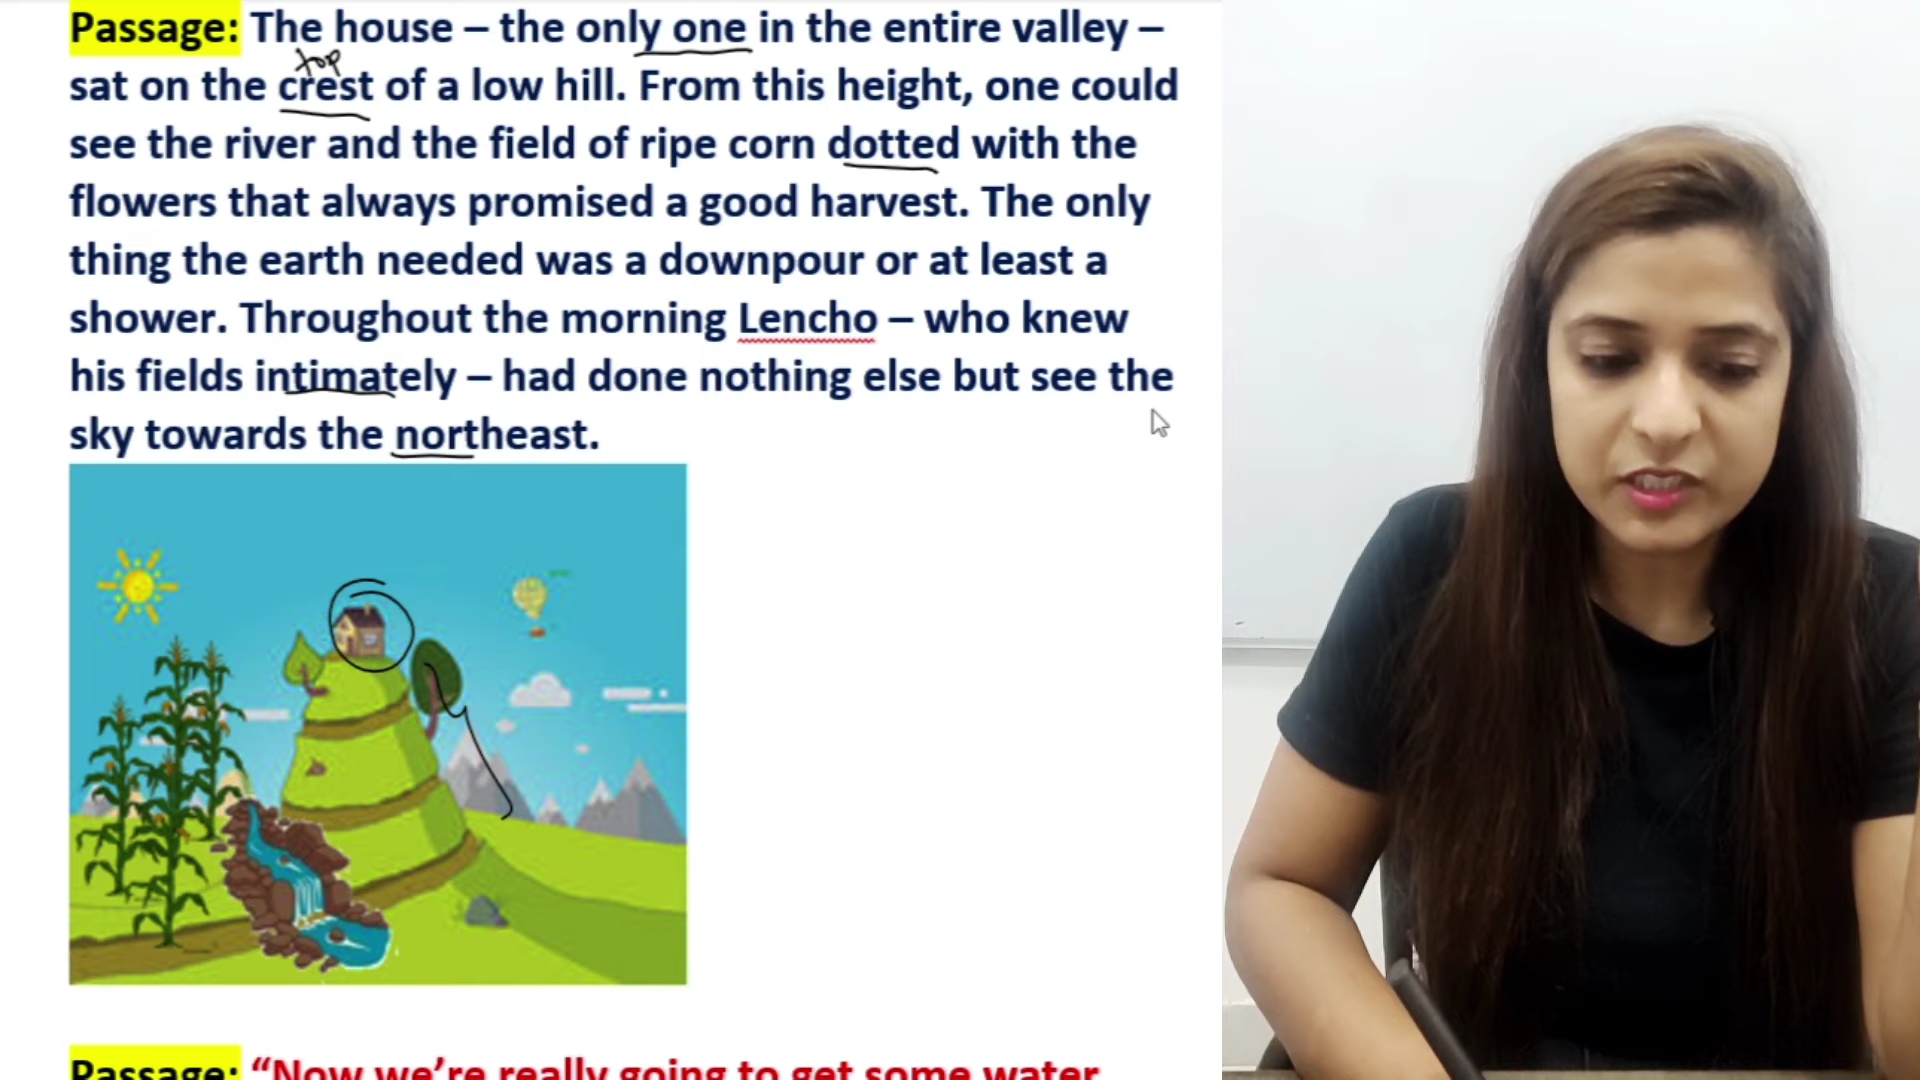 Passage: The house – the only one in the entire valley –
top
sat on the crest of a low hill. From this height, one could
see the river and the field of ripe corn dotted with the
flowers that always promised a good harvest. The only
thing the earth needed was a downpour or at least a
shower. Throughout the morning Lencho – who knew
his fields intimately – had done nothing else but see the
sky towards the northeast.
Passage: “Now we’re really going to get some water